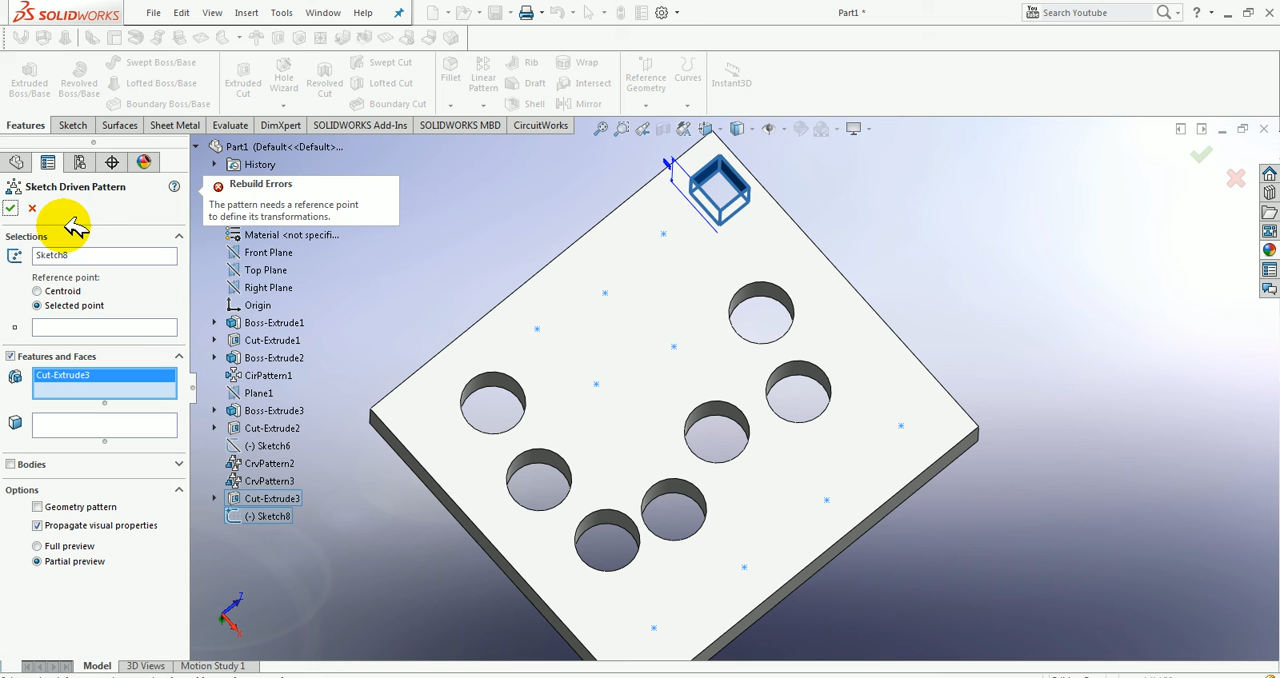 SOLIDWORKS File Edit View Insert Tools Window Help Part1 * Search Youtube
Extruded Boss/Base
Revolved Boss/Base
Swept Boss/Base
Lofted Boss/Base
Boundary Boss/Base
Extruded Cut
Hole Wizard
Revolved Cut
Swept Cut
Lofted Cut
Boundary Cut
Fillet
Linear Pattern
Rib
Draft
Shell
Wrap
Intersect
Mirror
Reference Geometry
Curves
Instant3D
Features Sketch Surfaces Sheet Metal Evaluate DimXpert SOLIDWORKS Add-Ins SOLIDWORKS MBD CircuitWorks
Sketch Driven Pattern
Selections
Sketch8
Reference point:
Centroid
Selected point
Features and Faces
Cut-Extrude3
Bodies
Options
Geometry pattern
Propagate visual properties
Full preview
Partial preview
Part1 (Default<<Default>...
History
Rebuild Errors
The pattern needs a reference point
to define its transformations.
Material <not specifi...
Front Plane
Top Plane
Right Plane
Origin
Boss-Extrude1
Cut-Extrude1
Boss-Extrude2
CirPattern1
Plane1
Boss-Extrude3
Cut-Extrude2
(-) Sketch6
CrvPattern2
CrvPattern3
Cut-Extrude3
(-) Sketch8
Z
X
Model 3D Views Motion Study 1